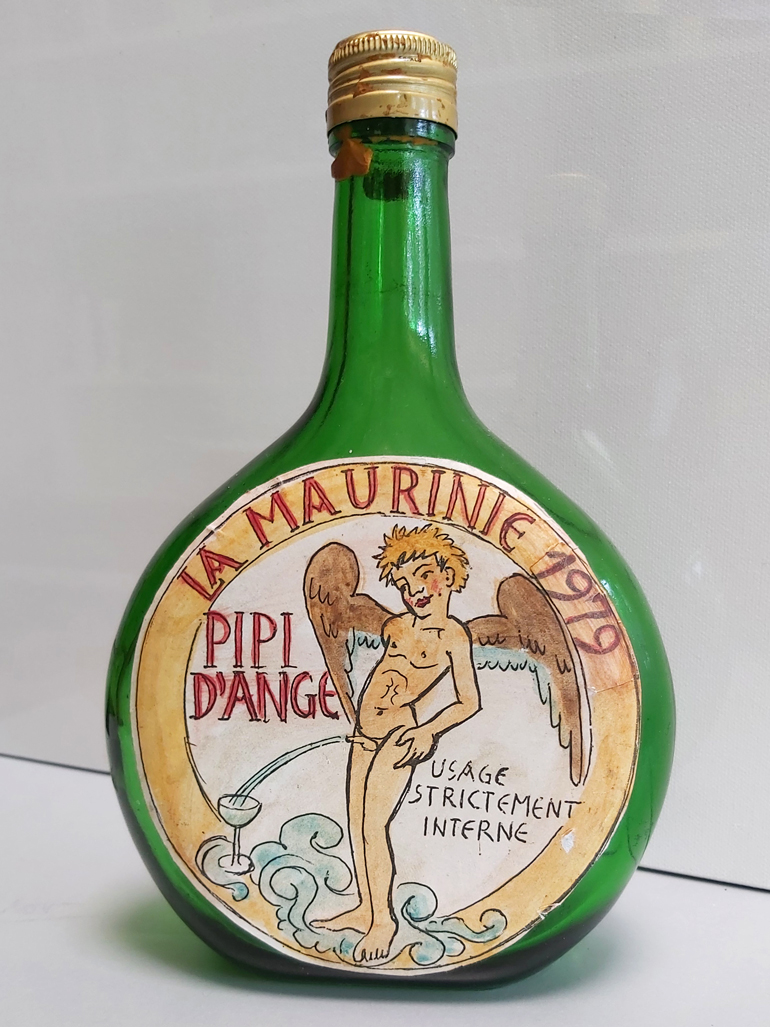 LA MAURINIE 1979
PIPI
D'ANGE
USAGE
STRICTEMENT
INTERNE